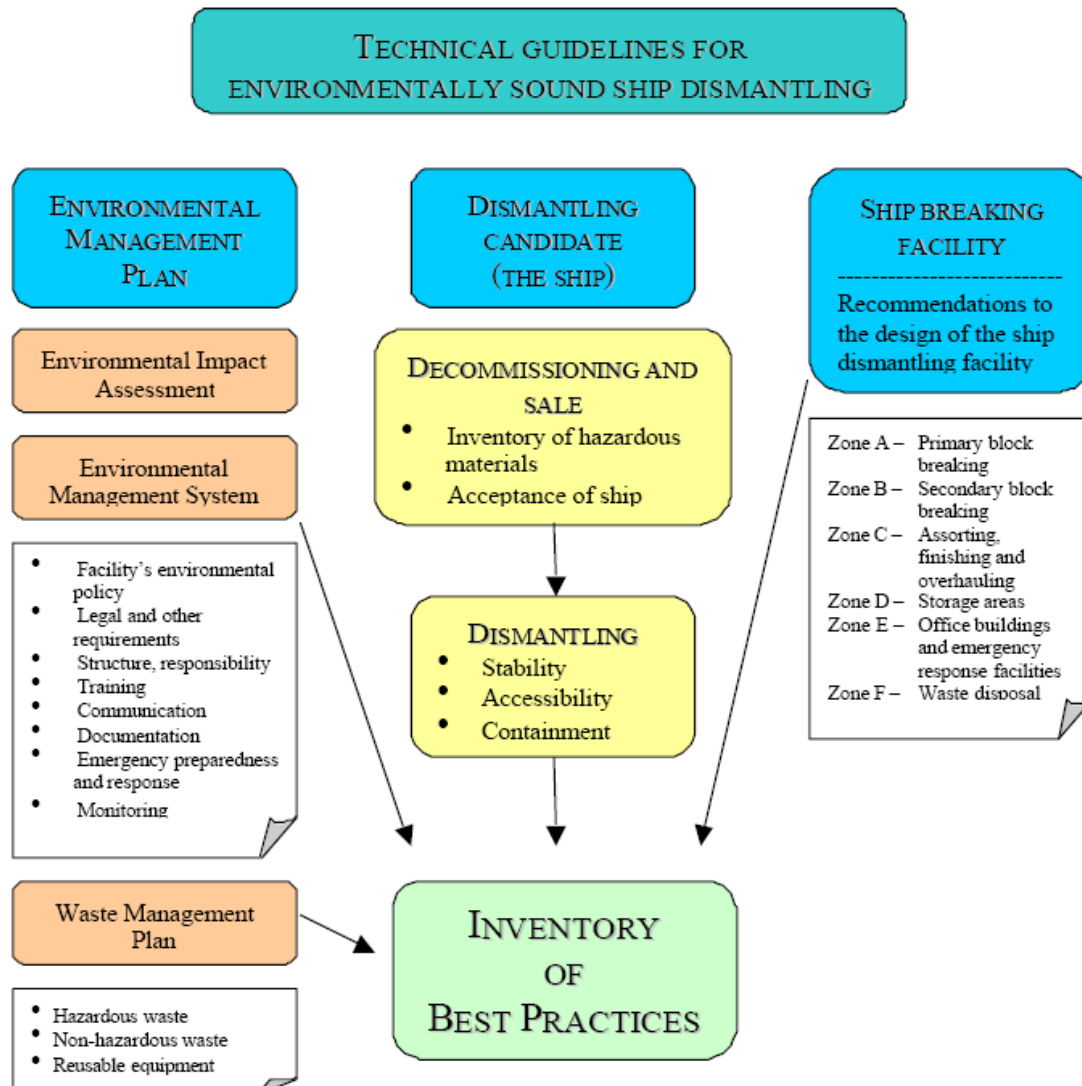 TECHNICAL GUIDELINES FOR
ENVIRONMENTALLY SOUND SHIP DISMANTLING
ENVIRONMENTAL
MANAGEMENT
PLAN
Environmental Impact
Assessment
Environmental
Management System
• Facility's environmental
policy
• Legal and other
requirements
• Structure, responsibility
• Training
• Communication
• Documentation
• Emergency preparedness
and response
• Monitoring
Waste Management
Plan
• Hazardous waste
• Non-hazardous waste
• Reusable equipment
DISMANTLING
CANDIDATE
(THE SHIP)
DECOMMISSIONING AND
SALE
• Inventory of hazardous
materials
• Acceptance of ship
DISMANTLING
• Stability
• Accessibility
• Containment
INVENTORY
OF
BEST PRACTICES
SHIP BREAKING
FACILITY
---------------------------
Recommendations to
the design of the ship
dismantling facility
Zone A – Primary block
breaking
Zone B – Secondary block
breaking
Zone C – Assorting,
finishing and
overhauling
Zone D – Storage areas
Zone E – Office buildings
and emergency
response facilities
Zone F – Waste disposal